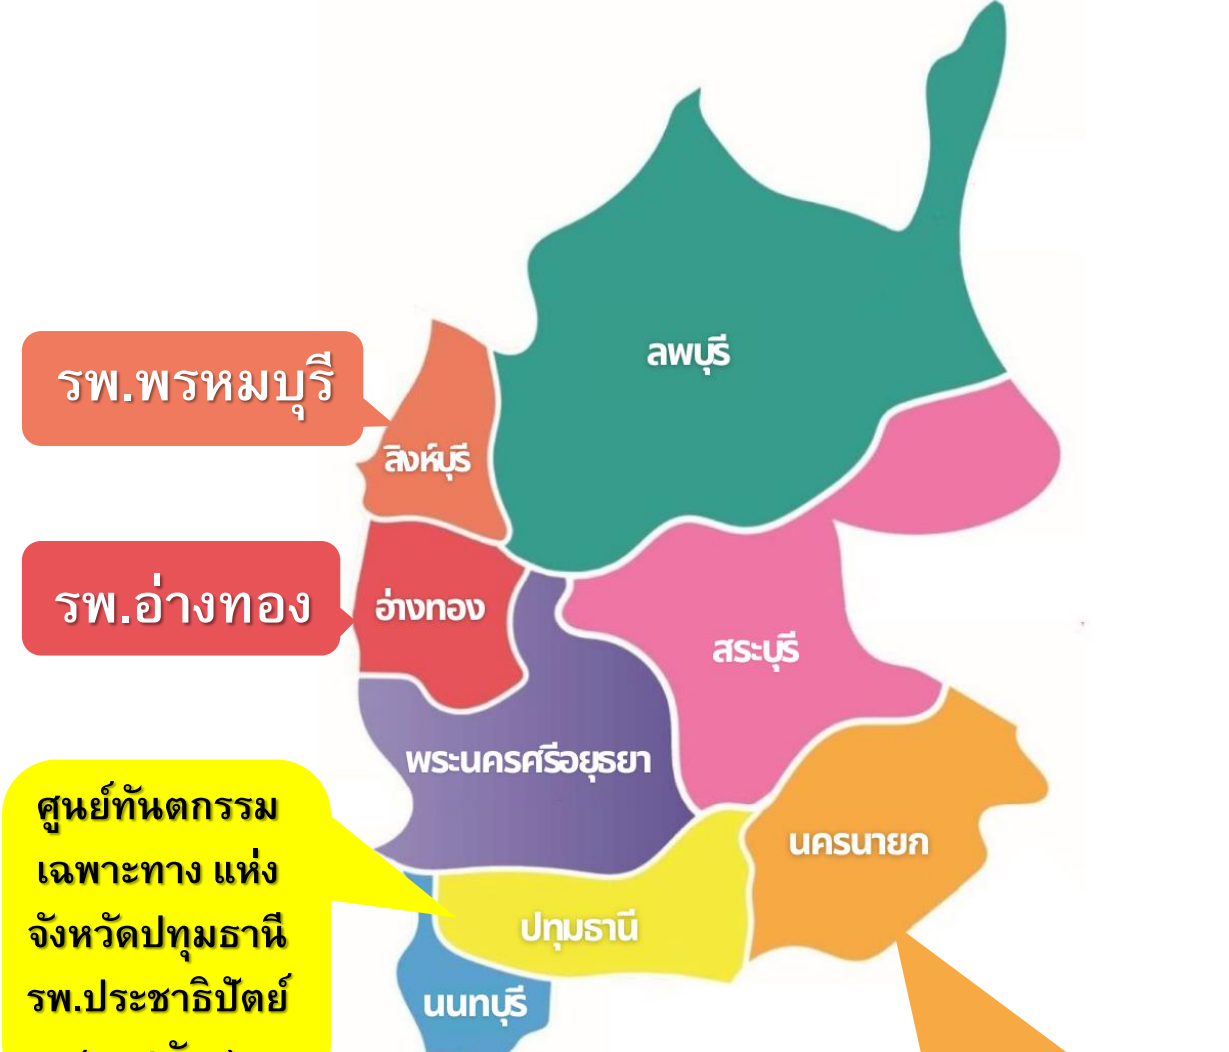 ลพบุรี
รพ.พรหมบุรี
สิงห์บุรี
รพ.อ่างทอง
อ่างทอง
สระบุรี
พระนครศรีอยุธยา
ศูนย์ทันตกรรม
เฉพาะทาง แห่ง
จังหวัดปทุมธานี
รพ.ประชาธิปัตย์
นครนายก
ปทุมธานี
นนทบุรี